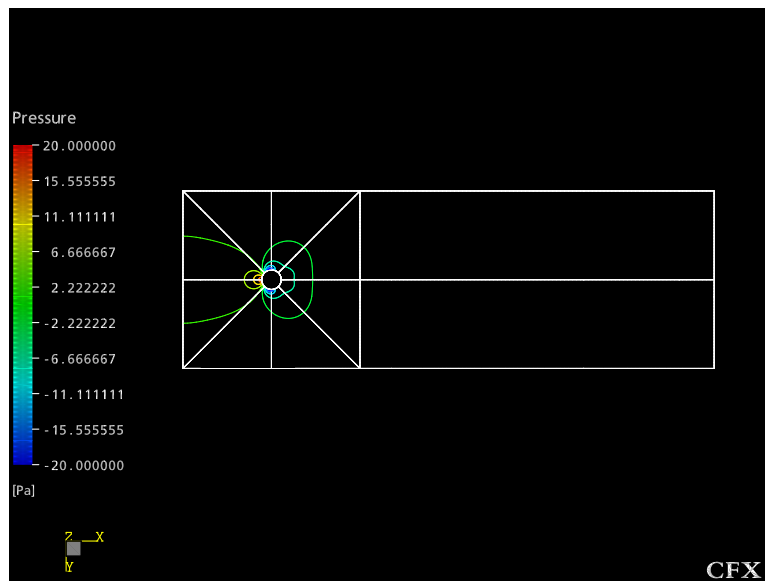 Pressure
20.000000
15.555555
11.111111
6.666667
2.222222
-2.222222
-6.666667
-11.111111
-15.555555
-20.000000
[Pa]
Z X
Y
CFX